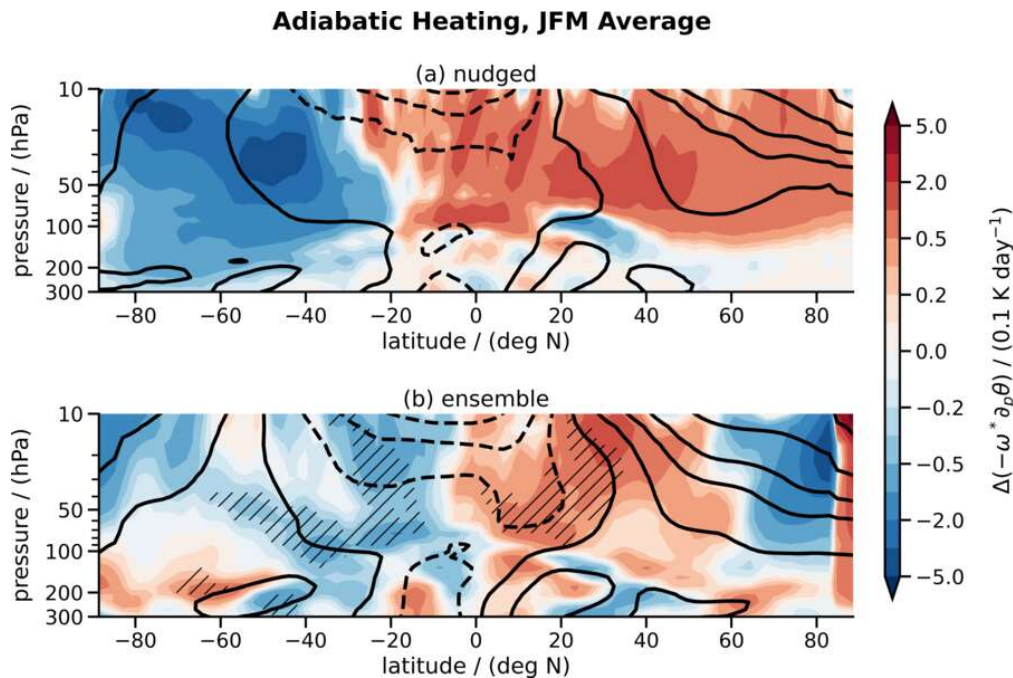 Adiabatic Heating, JFM Average
(a) nudged
10
50
100
200
300
pressure / (hPa)
−80 −60 −40 −20 0 20 40 60 80
latitude / (deg N)
(b) ensemble
10
50
100
200
300
pressure / (hPa)
−80 −60 −40 −20 0 20 40 60 80
latitude / (deg N)
5.0
2.0
0.5
0.2
0.0
−0.2
−0.5
−2.0
−5.0
Δ(−ω* ∂ₚθ) / (0.1 K day⁻¹)